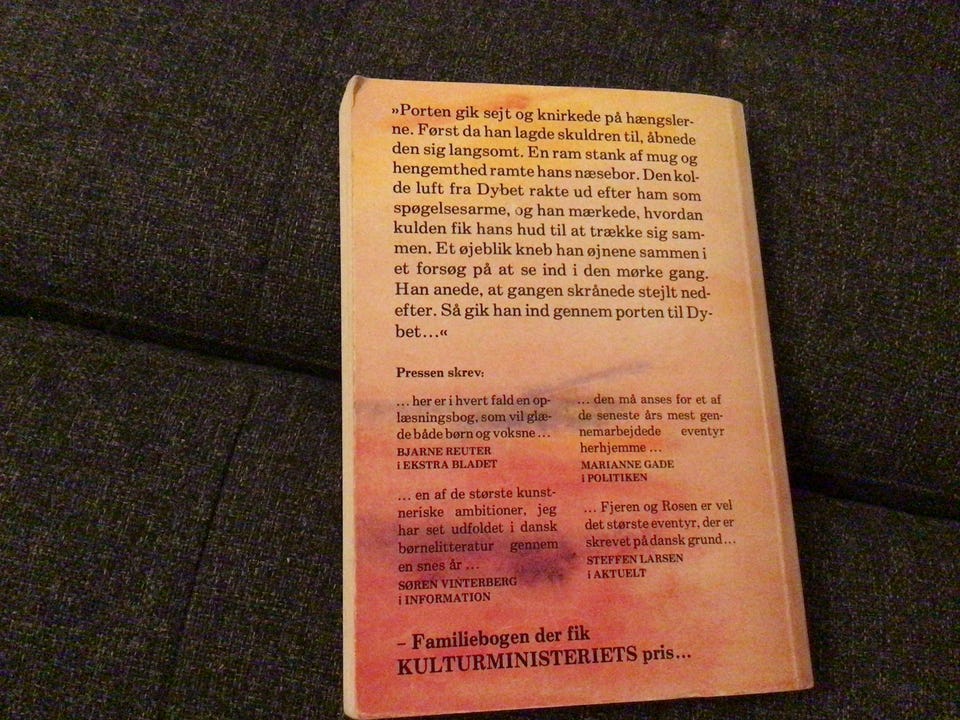 »Porten gik sejt og knirkede på hængsler-
ne. Først da han lagde skuldren til, åbnede
den sig langsomt. En ram stank af mug og
hengemthed ramte hans næsebor. Den kol-
de luft fra Dybet rakte ud efter ham som
spøgelsesarme, og han mærkede, hvordan
kulden fik hans hud til at trække sig sam-
men. Et øjeblik kneb han øjnene sammen i
et forsøg på at se ind i den mørke gang.
Han anede, at gangen skrånede stejlt ned-
efter. Så gik han ind gennem porten til Dy-
bet...«
Pressen skrev:
... her er i hvert fald en op-
læsningsbog, som vil glæ-
de både børn og voksne ...
BJARNE REUTER
i EKSTRA BLADET
... en af de største kunst-
neriske ambitioner, jeg
har set udfoldet i dansk
børnelitteratur gennem
en snes år ...
SØREN VINTERBERG
i INFORMATION
... den må anses for et af
de seneste års mest gen-
nemarbejdede eventyr
herhjemme ...
MARIANNE GADE
i POLITIKEN
... Fjeren og Rosen er vel
det største eventyr, der er
skrevet på dansk grund...
STEFFEN LARSEN
i AKTUELT
– Familiebogen der fik
KULTURMINISTERIETS pris...